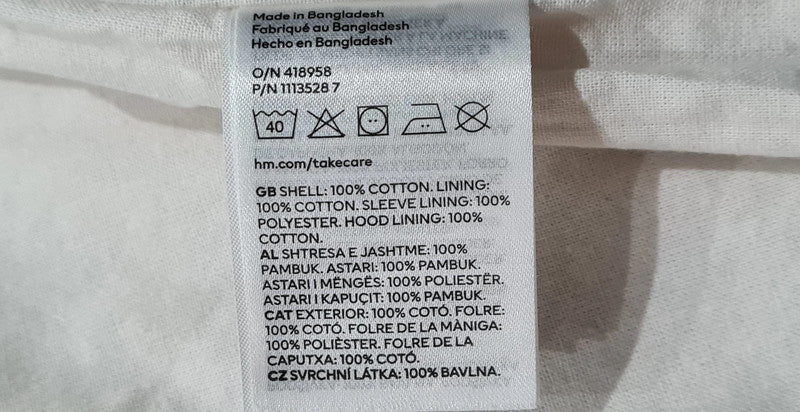 Made in Bangladesh
Fabriqué au Bangladesh
Hecho en Bangladesh
O/N 418958
P/N 1113528 7
40
hm.com/takecare
GB SHELL: 100% COTTON. LINING:
100% COTTON. SLEEVE LINING: 100%
POLYESTER. HOOD LINING: 100%
COTTON.
AL SHTRESA E JASHTME: 100%
PAMBUK. ASTARI: 100% PAMBUK.
ASTARI I MËNGËS: 100% POLIESTËR.
ASTARI I KAPUÇIT: 100% PAMBUK.
CAT EXTERIOR: 100% COTÓ. FOLRE:
100% COTÓ. FOLRE DE LA MÀNIGA:
100% POLIÈSTER. FOLRE DE LA
CAPUTXA: 100% COTÓ.
CZ SVRCHNÍ LÁTKA: 100% BAVLNA.